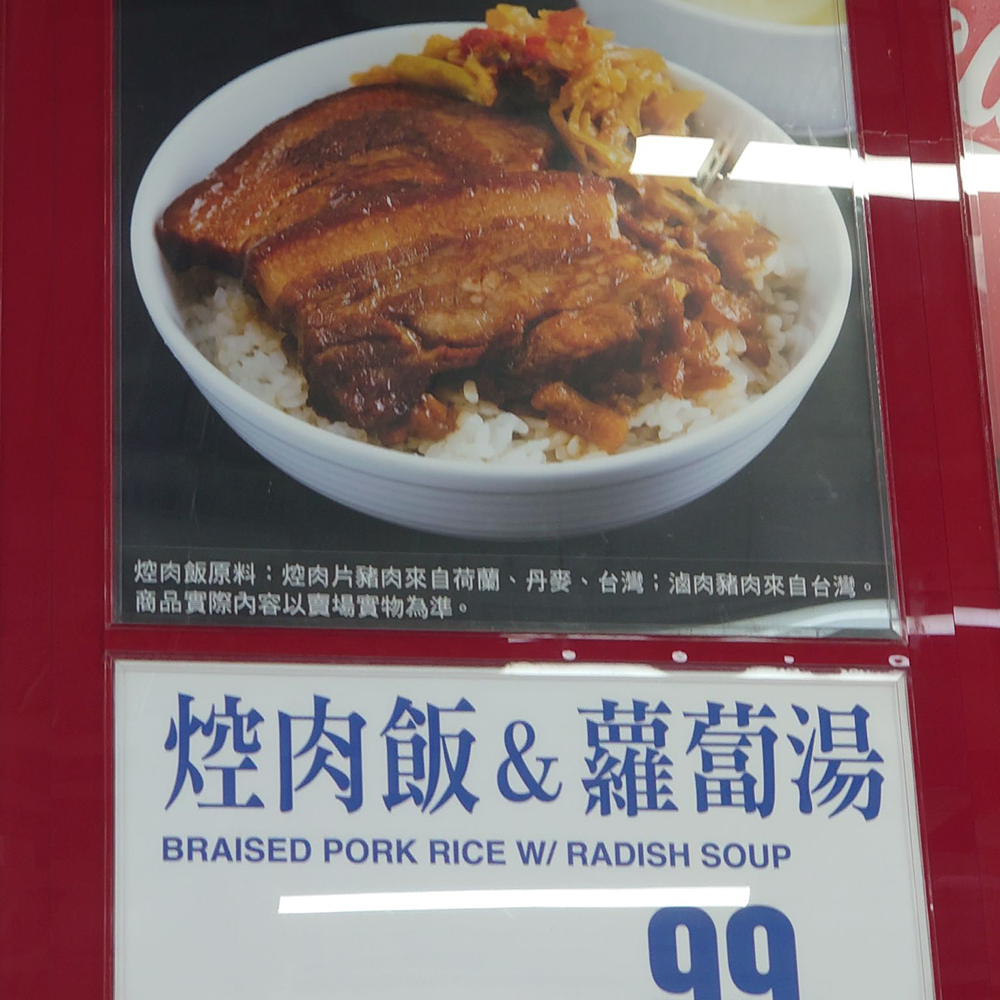 焢肉飯原料：焢肉片豬肉來自荷蘭、丹麥、台灣；滷肉豬肉來自台灣。
商品實際內容以賣場實物為準。
焢肉飯&蘿蔔湯
BRAISED PORK RICE W/ RADISH SOUP
99